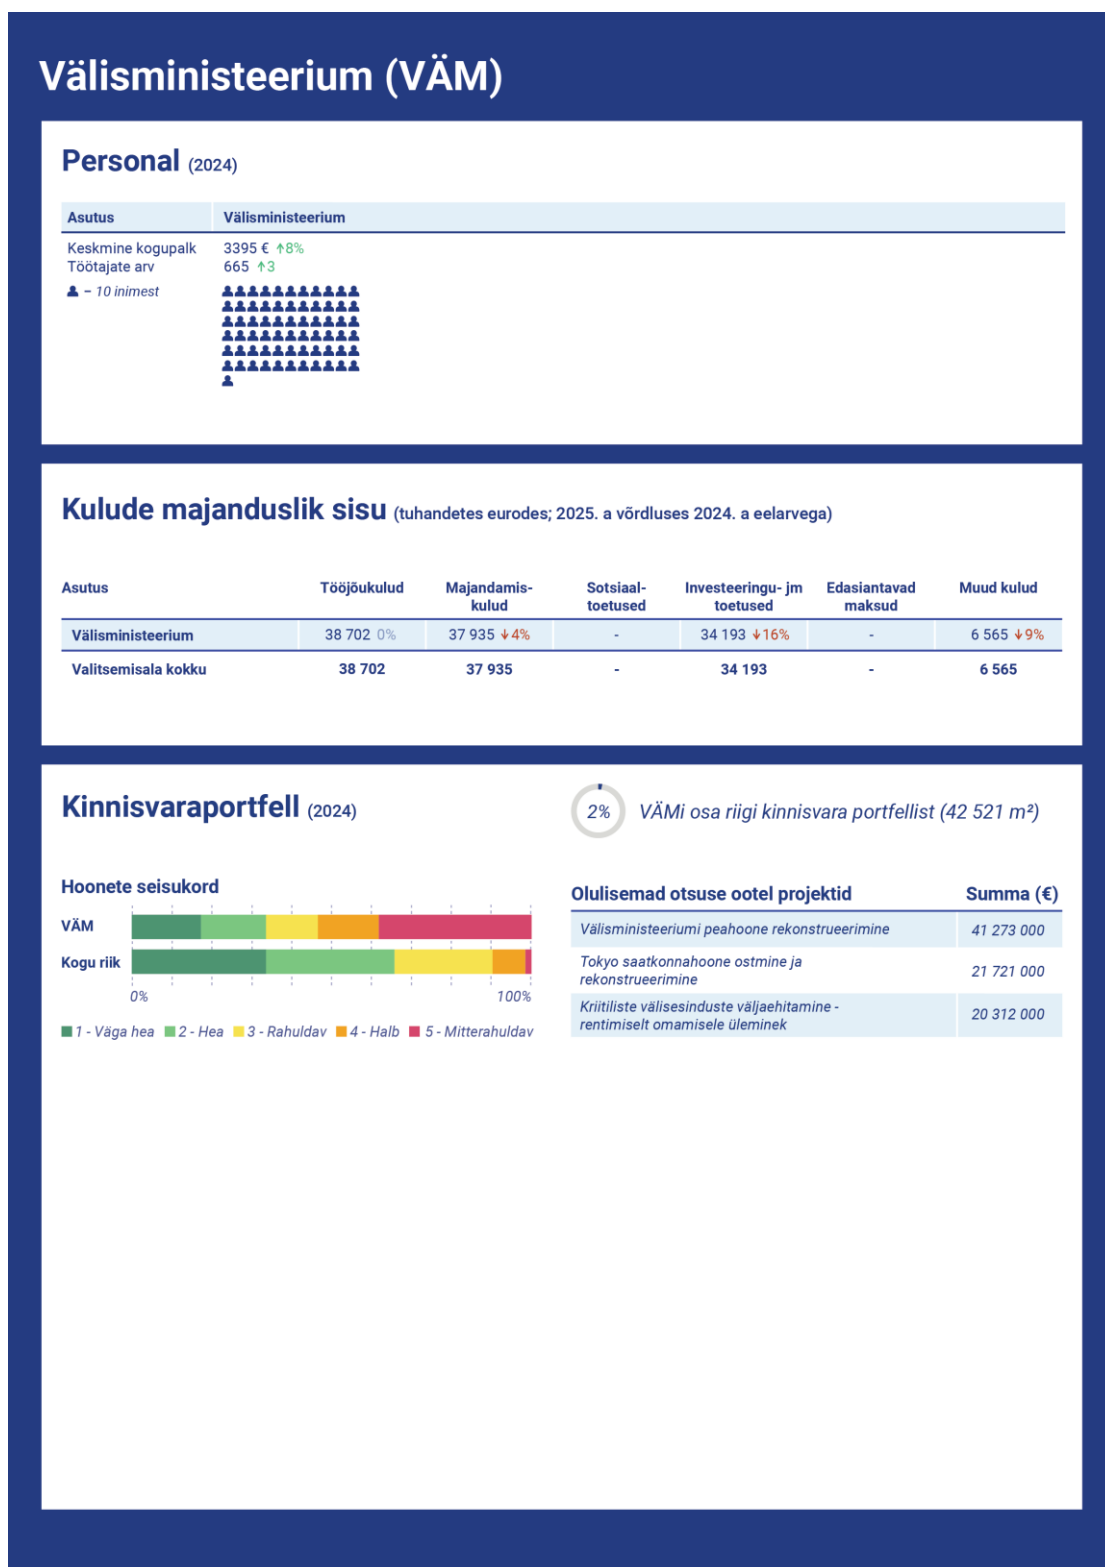 Välisministeerium (VÄM)
Personal (2024)
Asutus Välisministeerium
Keskmine kogupalk 3395 € ↑8%
Töötajate arv 665 ↑3
– 10 inimest
Kulude majanduslik sisu (tuhandetes eurodes; 2025. a võrdluses 2024. a eelarvega)
Asutus Tööjõukulud Majandamis- Sotsiaal- Investeeringu- jm Edasiantavad Muud kulud
kulud toetused toetused maksud
Välisministeerium 38 702 0% 37 935 ↓4% - 34 193 ↓16% - 6 565 ↓9%
Valitsemisala kokku 38 702 37 935 - 34 193 - 6 565
Kinnisvaraportfell (2024)
2% VÄMi osa riigi kinnisvara portfellist (42 521 m²)
Hoonete seisukord
VÄM
Kogu riik
0% 100%
1 - Väga hea 2 - Hea 3 - Rahuldav 4 - Halb 5 - Mitterahuldav
Olulisemad otsuse ootel projektid Summa (€)
Välisministeeriumi peahoone rekonstrueerimine 41 273 000
Tokyo saatkonnahoone ostmine ja
rekonstrueerimine 21 721 000
Kriitiliste välisesinduste väljaehitamine -
rentimiselt omamisele üleminek 20 312 000